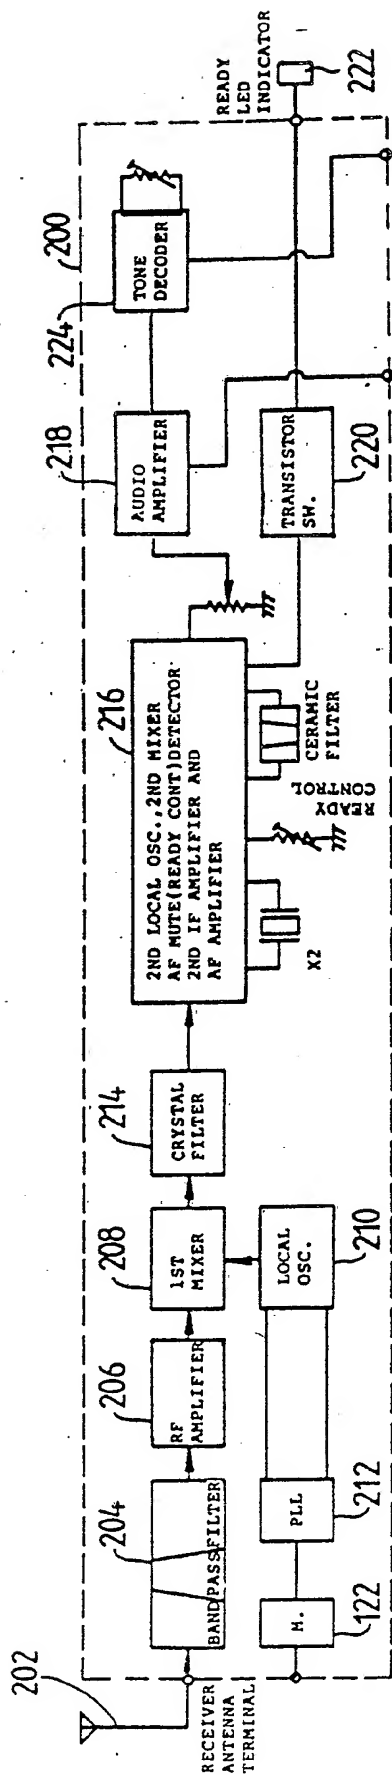 202
RECEIVER
ANTENNA
TERMINAL
204
BAND PASS FILTER
206
RF
AMPLIFIER
208
1ST
MIXER
214
CRYSTAL
FILTER
M.
122
PLL
212
LOCAL
OSC.
210
216
2ND LOCAL OSC.,2ND MIXER
AF MUTE(READY CONT)DETECTOR
2ND IF AMPLIFIER AND
AF AMPLIFIER
X2
READY
CONTROL
CERAMIC
FILTER
218
AUDIO
AMPLIFIER
TRANSISTOR
SW.
220
224
TONE
DECODER
200
READY
LED
INDICATOR
222